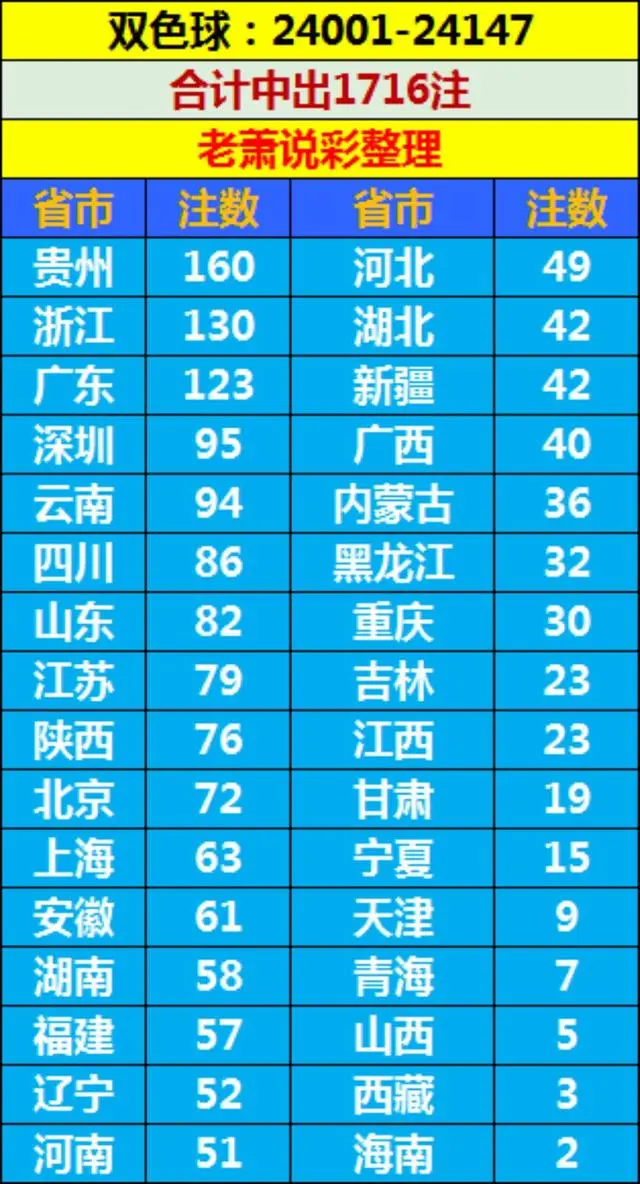 双色球：24001-24147
合计中出1716注
老萧说彩整理
省市 注数 省市 注数
贵州 160 河北 49
浙江 130 湖北 42
广东 123 新疆 42
深圳 95 广西 40
云南 94 内蒙古 36
四川 86 黑龙江 32
山东 82 重庆 30
江苏 79 吉林 23
陕西 76 江西 23
北京 72 甘肃 19
上海 63 宁夏 15
安徽 61 天津 9
湖南 58 青海 7
福建 57 山西 5
辽宁 52 西藏 3
河南 51 海南 2